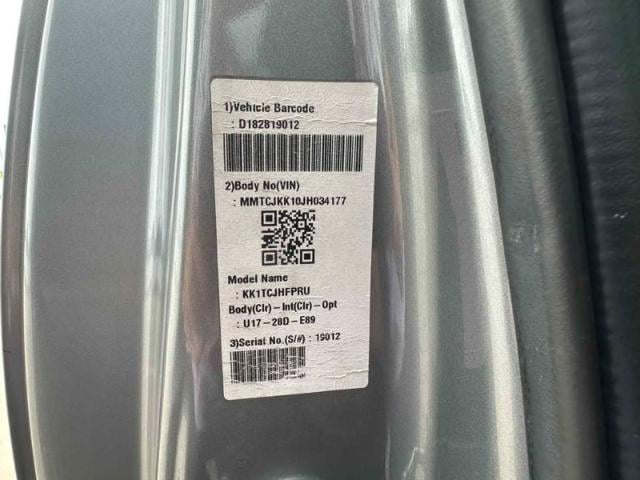 1)Vehicle Barcode
: D182819012
2)Body No(VIN)
: MMTCJKK10JH034177
Model Name
: KK1TCJHFPRU
Body(Clr)-Int(Clr)-Opt
: U17-28D-E89
3)Serial No.(S/#) : 19012